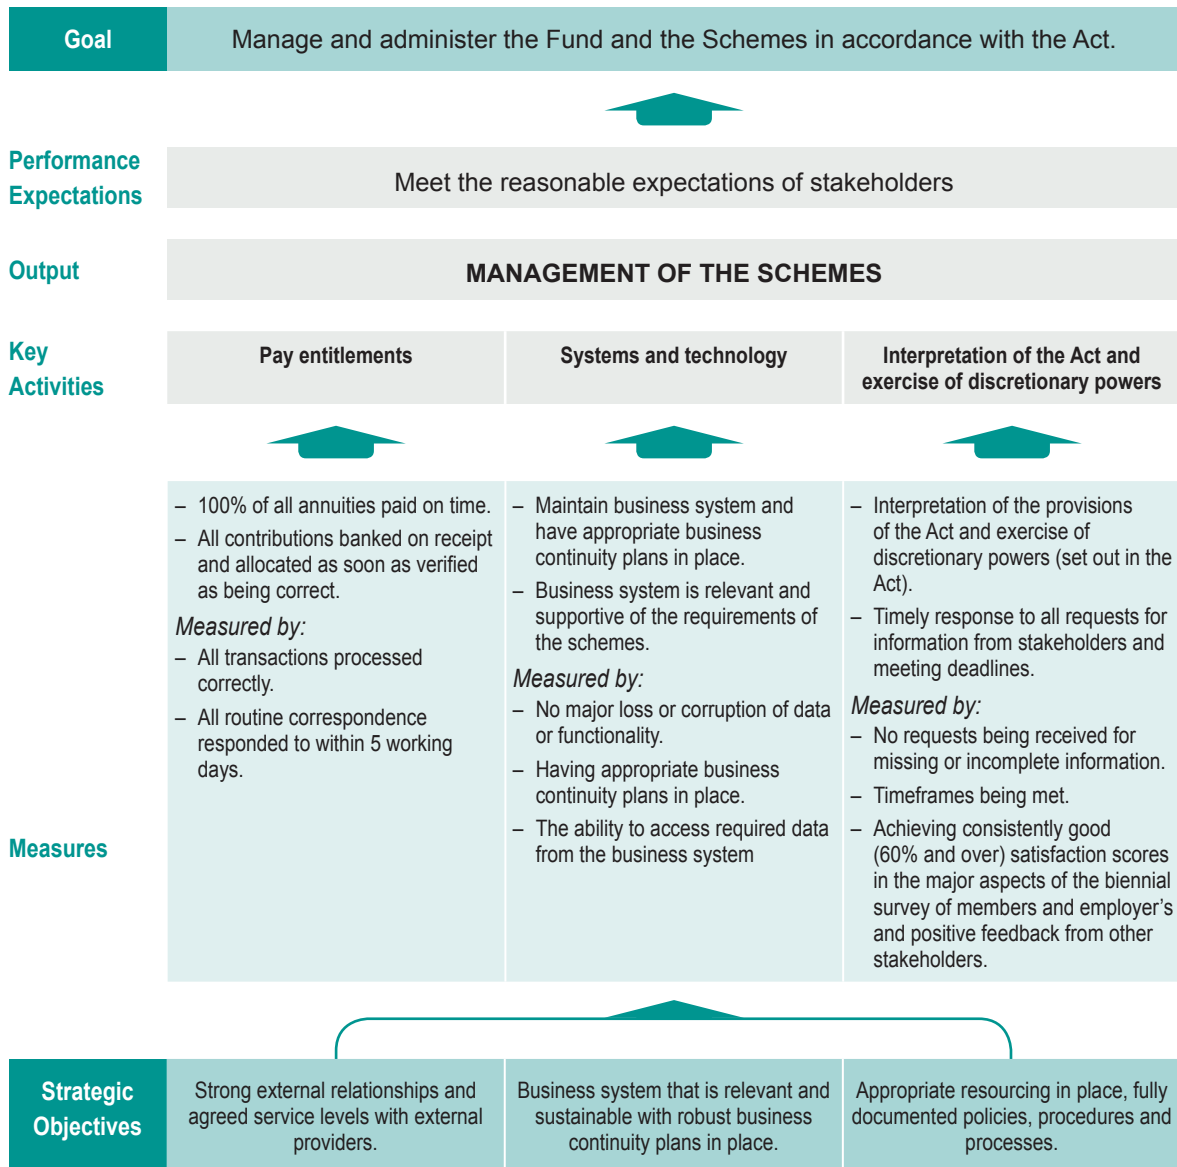 Goal
Manage and administer the Fund and the Schemes in accordance with the Act.
Performance
Expectations
Meet the reasonable expectations of stakeholders
Output
MANAGEMENT OF THE SCHEMES
Key
Activities
Pay entitlements
Systems and technology
Interpretation of the Act and
exercise of discretionary powers
Measures
– 100% of all annuities paid on time.
– All contributions banked on receipt
and allocated as soon as verified
as being correct.
Measured by:
– All transactions processed
correctly.
– All routine correspondence
responded to within 5 working
days.
– Maintain business system and
have appropriate business
continuity plans in place.
– Business system is relevant and
supportive of the requirements of
the schemes.
Measured by:
– No major loss or corruption of data
or functionality.
– Having appropriate business
continuity plans in place.
– The ability to access required data
from the business system
– Interpretation of the provisions
of the Act and exercise of
discretionary powers (set out in the
Act).
– Timely response to all requests for
information from stakeholders and
meeting deadlines.
Measured by:
– No requests being received for
missing or incomplete information.
– Timeframes being met.
– Achieving consistently good
(60% and over) satisfaction scores
in the major aspects of the biennial
survey of members and employer's
and positive feedback from other
stakeholders.
Strategic
Objectives
Strong external relationships and
agreed service levels with external
providers.
Business system that is relevant and
sustainable with robust business
continuity plans in place.
Appropriate resourcing in place, fully
documented policies, procedures and
processes.